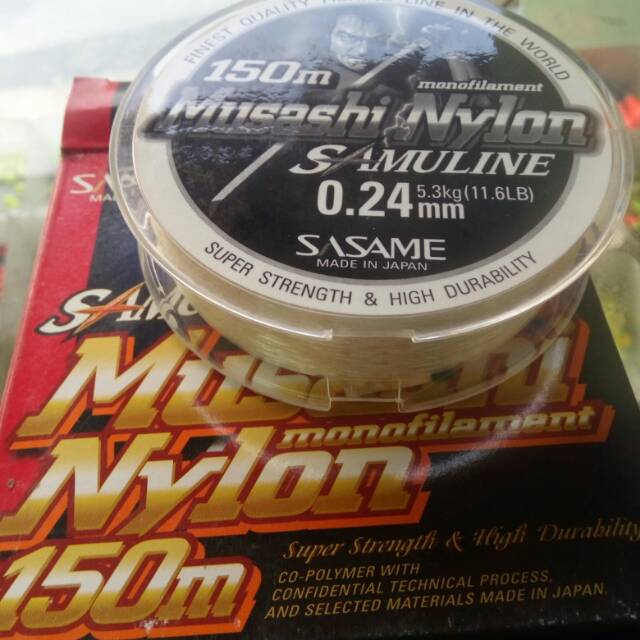 FINEST QUALITY FISHING LINE IN THE WORLD
150m
monofilament
Musashi Nylon
SAMULINE
0.24mm
5.3kg(11.6LB)
SASAME
MADE IN JAPAN
SUPER STRENGTH & HIGH DURABILITY
monofilament
Nylon
150m
Super Strength & High Durability
CO-POLYMER WITH
CONFIDENTIAL TECHNICAL PROCESS,
AND SELECTED MATERIALS MADE IN JAPAN.